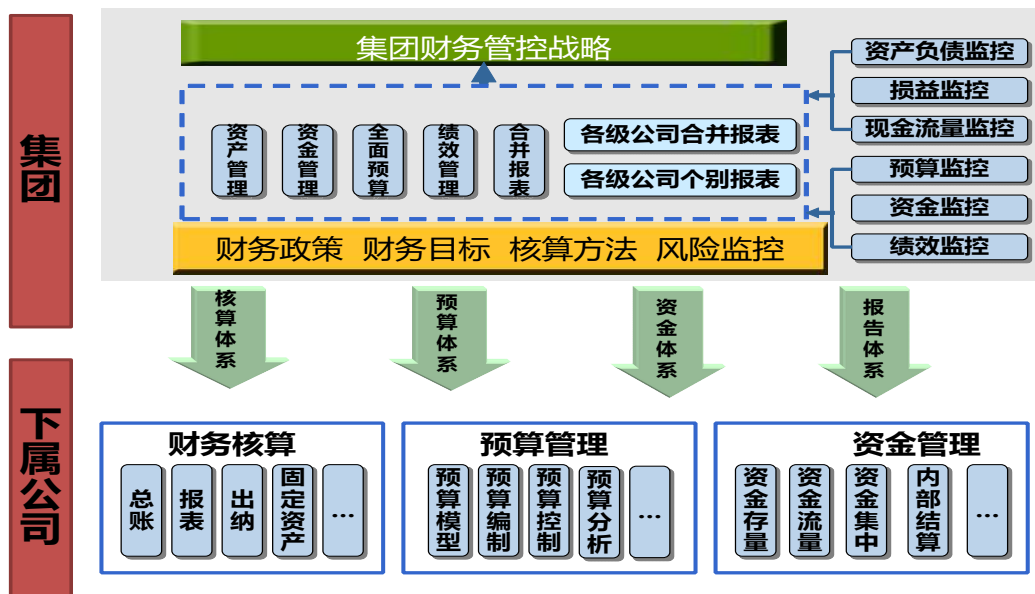 集团
集团财务管控战略
资产管理
资金管理
全面预算
绩效管理
合并报表
各级公司合并报表
各级公司个别报表
资产负债监控
损益监控
现金流量监控
预算监控
资金监控
绩效监控
财务政策 财务目标 核算方法 风险监控
核算体系
预算体系
资金体系
报告体系
下属公司
财务核算
总账
报表
出纳
固定资产
...
预算管理
预算模型
预算编制
预算控制
预算分析
...
资金管理
资金存量
资金流量
资金集中
内部结算
...